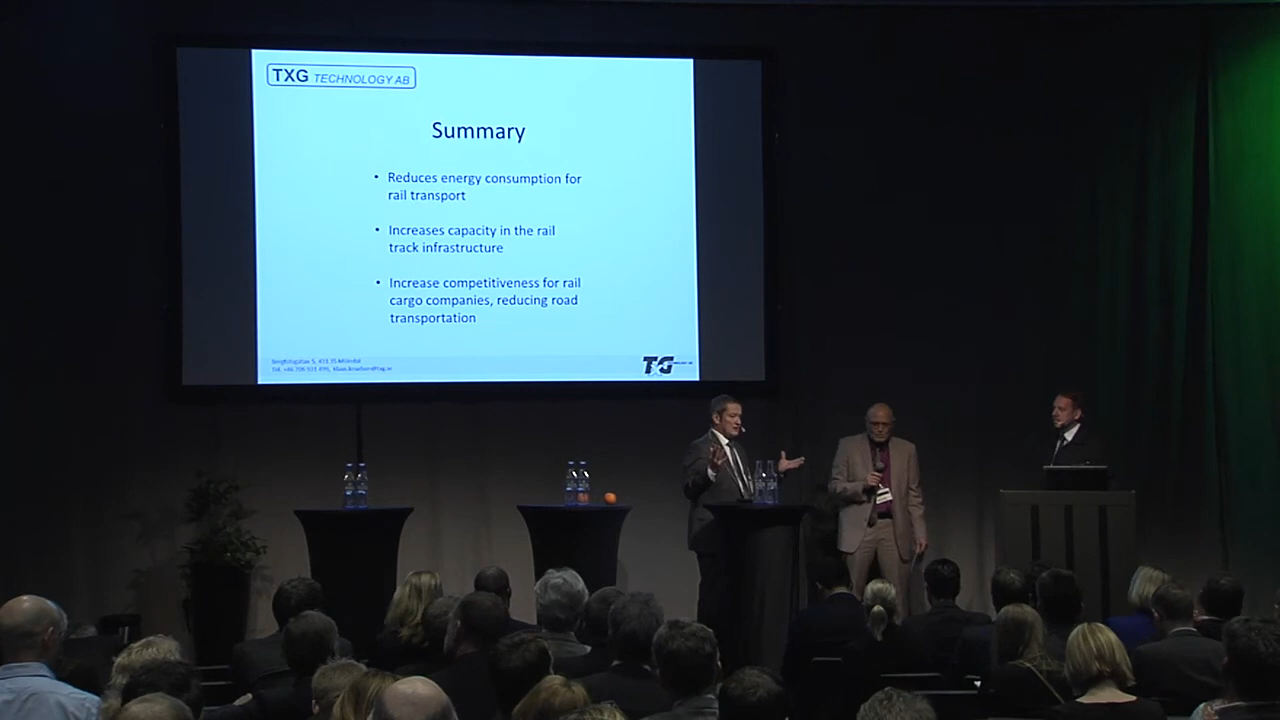 TXG TECHNOLOGY AB
Summary
• Reduces energy consumption for
rail transport
• Increases capacity in the rail
track infrastructure
• Increase competitiveness for rail
cargo companies, reducing road
transportation
TXG